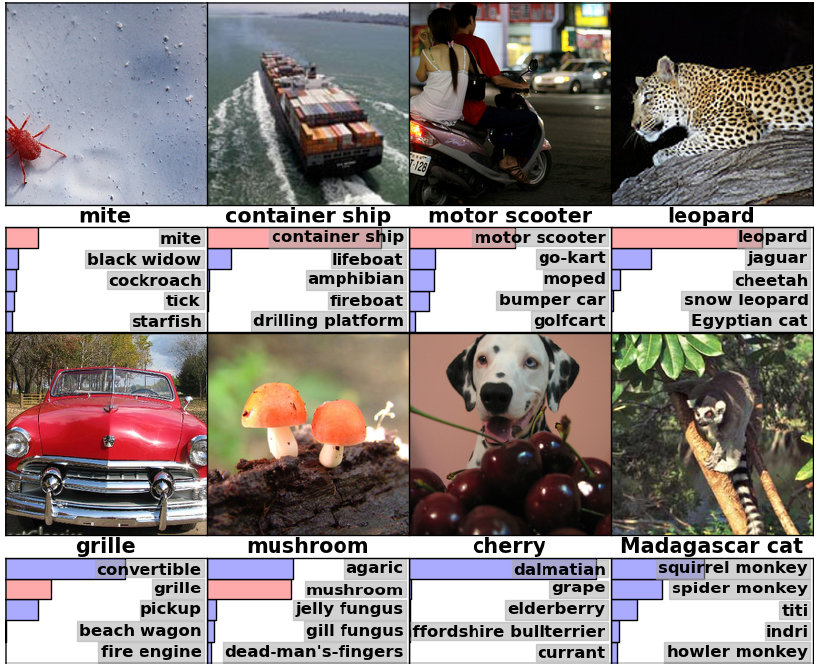 mite
container ship
motor scooter
leopard
mite
black widow
cockroach
tick
starfish
container ship
lifeboat
amphibian
fireboat
drilling platform
motor scooter
go-kart
moped
bumper car
golfcart
leopard
jaguar
cheetah
snow leopard
Egyptian cat
grille
mushroom
cherry
Madagascar cat
convertible
grille
pickup
beach wagon
fire engine
agaric
mushroom
jelly fungus
gill fungus
dead-man's-fingers
dalmatian
grape
elderberry
ffordshire bullterrier
currant
squirrel monkey
spider monkey
titi
indri
howler monkey